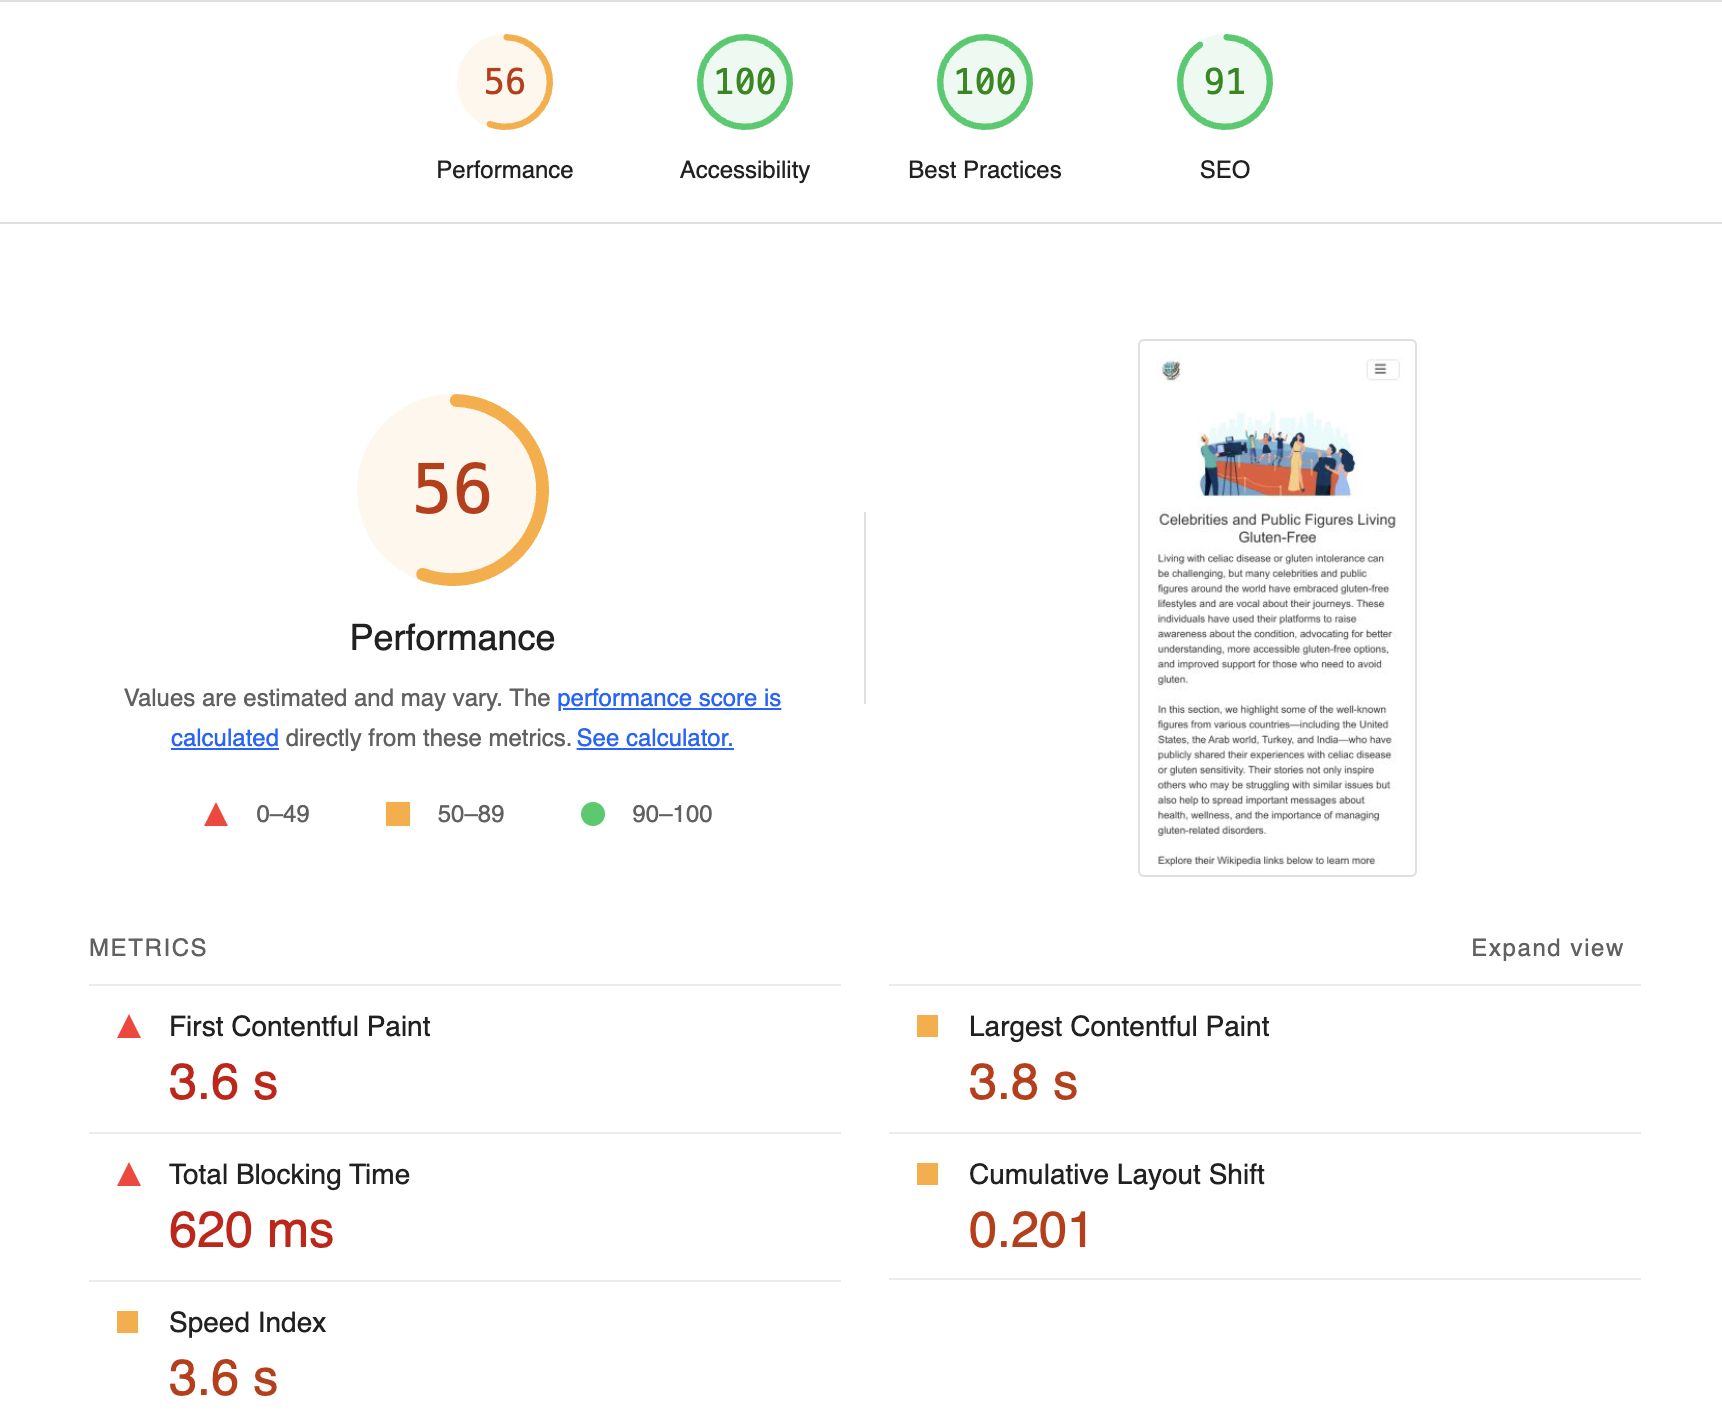 56
100
100
91
Performance
Accessibility
Best Practices
SEO
56
Performance
Values are estimated and may vary. The performance score is
calculated directly from these metrics. See calculator.
0–49
50–89
90–100
Celebrities and Public Figures Living
Gluten-Free
Living with celiac disease or gluten intolerance can
be challenging, but many celebrities and public
figures around the world have embraced gluten-free
lifestyles and are vocal about their journeys. These
individuals have used their platforms to raise
awareness about the condition, advocating for better
understanding, more accessible gluten-free options,
and improved support for those who need to avoid
gluten.
In this section, we highlight some of the well-known
figures from various countries—including the United
States, the Arab world, Turkey, and India—who have
publicly shared their experiences with celiac disease
or gluten sensitivity. Their stories not only inspire
others who may be struggling with similar issues but
also help to spread important messages about
health, wellness, and the importance of managing
gluten-related disorders.
Explore their Wikipedia links below to learn more
METRICS
Expand view
First Contentful Paint
3.6 s
Largest Contentful Paint
3.8 s
Total Blocking Time
620 ms
Cumulative Layout Shift
0.201
Speed Index
3.6 s